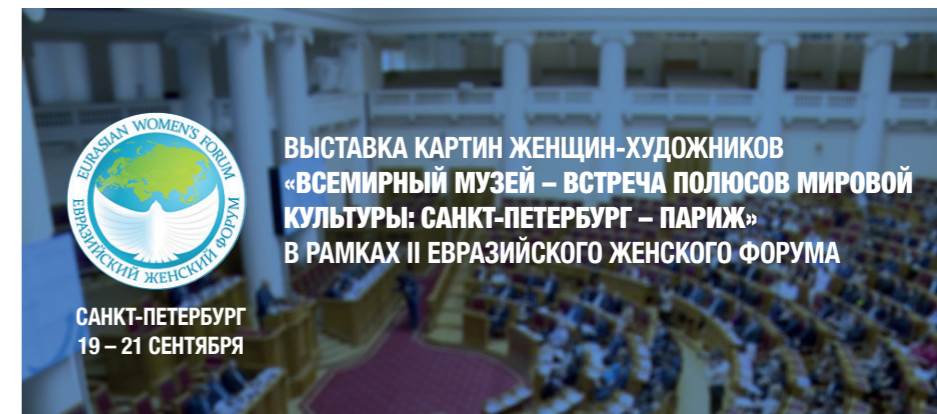 EURASIAN WOMEN'S FORUM
ЕВРАЗИЙСКИЙ ЖЕНСКИЙ ФОРУМ
САНКТ-ПЕТЕРБУРГ
19 – 21 СЕНТЯБРЯ
ВЫСТАВКА КАРТИН ЖЕНЩИН-ХУДОЖНИКОВ
«ВСЕМИРНЫЙ МУЗЕЙ – ВСТРЕЧА ПОЛЮСОВ МИРОВОЙ
КУЛЬТУРЫ: САНКТ-ПЕТЕРБУРГ – ПАРИЖ»
В РАМКАХ II ЕВРАЗИЙСКОГО ЖЕНСКОГО ФОРУМА